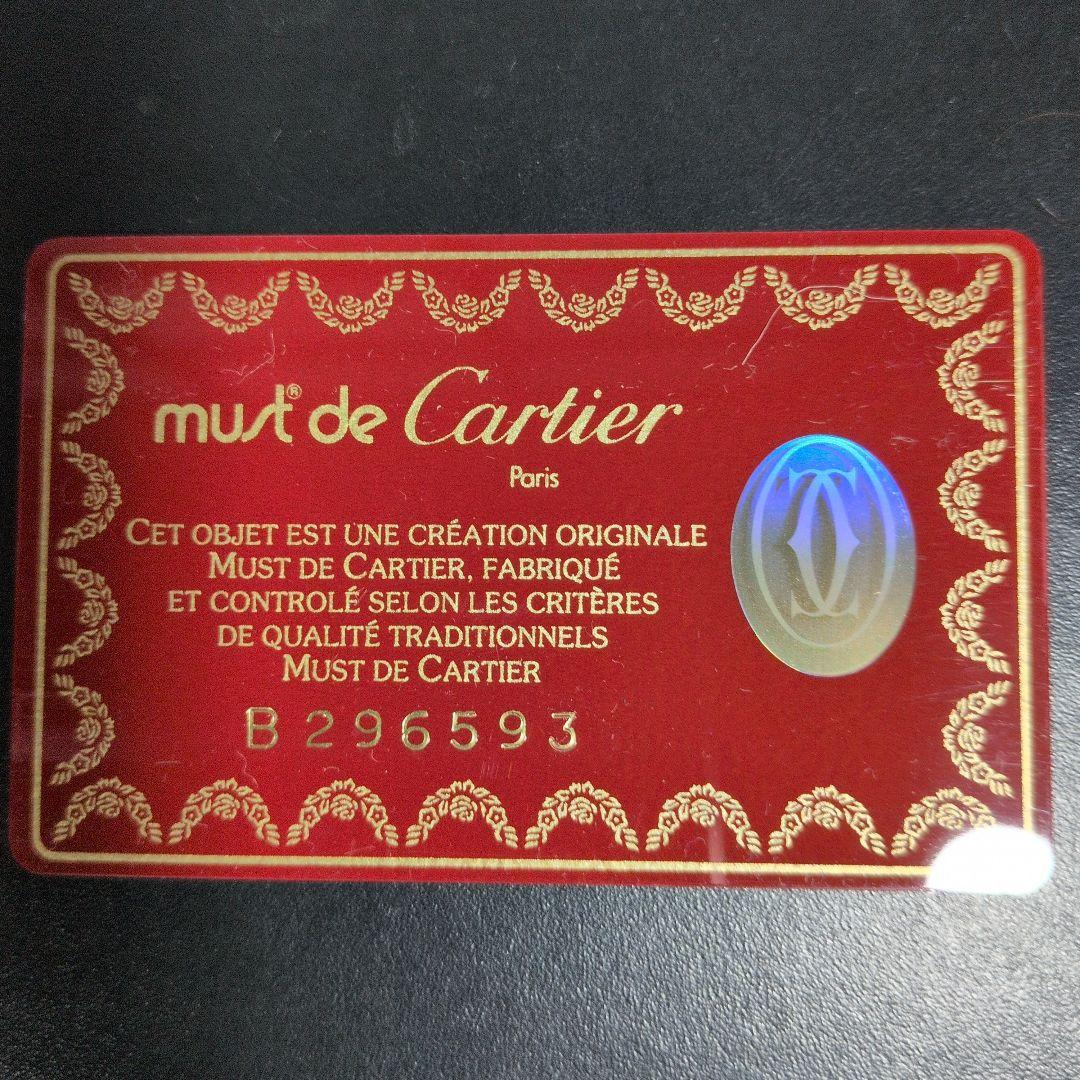 must® de Cartier
Paris
CET OBJET EST UNE CRÉATION ORIGINALE
MUST DE CARTIER, FABRIQUÉ
ET CONTROLÉ SELON LES CRITÈRES
DE QUALITÉ TRADITIONNELS
MUST DE CARTIER
B296593